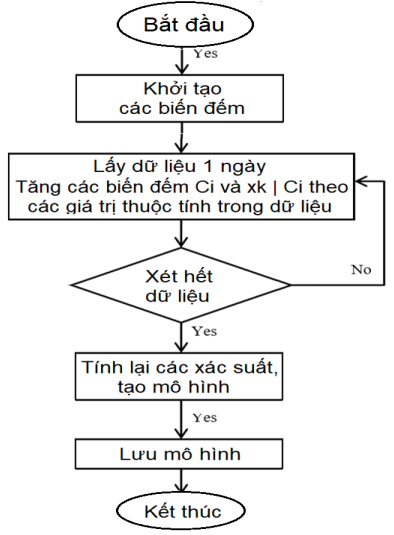 Bắt đầu
Yes
Khởi tạo
các biến đếm
Lấy dữ liệu 1 ngày
Tăng các biến đếm Ci và xk | Ci theo
các giá trị thuộc tính trong dữ liệu
Xét hết
dữ liệu
No
Yes
Tính lại các xác suất,
tạo mô hình
Yes
Lưu mô hình
Kết thúc